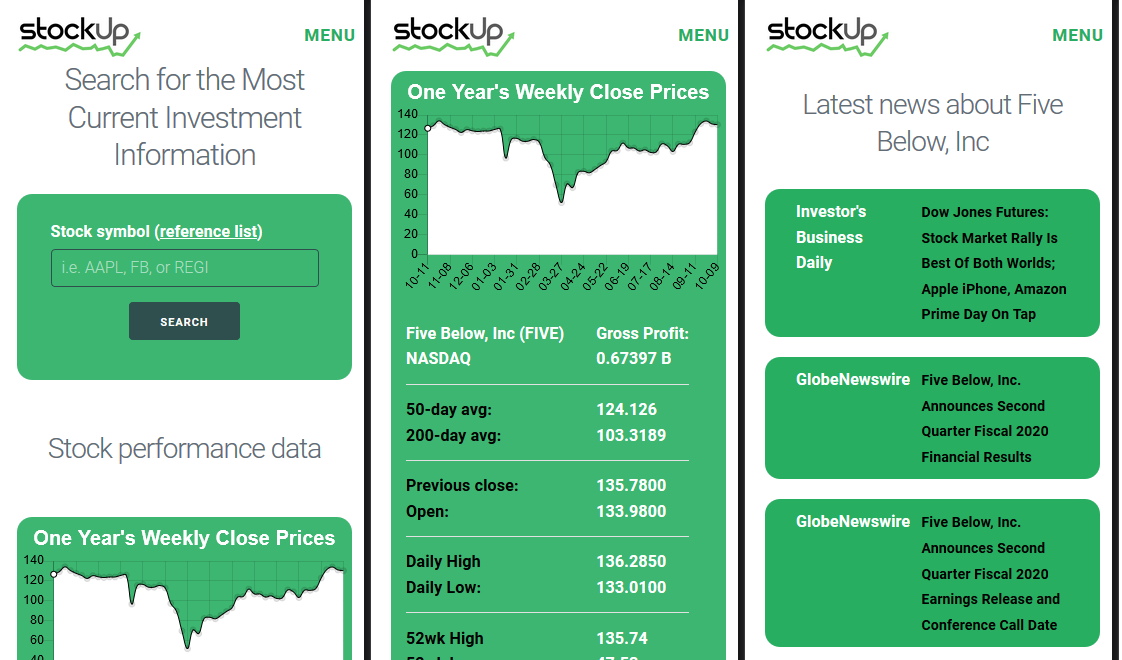 stockUp
MENU
Search for the Most
Current Investment
Information
Stock symbol (reference list)
i.e. AAPL, FB, or REGI
SEARCH
Stock performance data
One Year's Weekly Close Prices
140
120
100
80
60
40
stockUp
MENU
One Year's Weekly Close Prices
140
120
100
80
60
40
20
0
10-11 11-08 12-06 01-03 01-31 02-28 03-27 04-24 05-22 06-19 07-17 08-14 09-11 10-09
Five Below, Inc (FIVE) Gross Profit:
NASDAQ 0.67397 B
50-day avg: 124.126
200-day avg: 103.3189
Previous close: 135.7800
Open: 133.9800
Daily High 136.2850
Daily Low: 133.0100
52wk High 135.74
stockUp
MENU
Latest news about Five
Below, Inc
Investor's
Business
Daily
Dow Jones Futures:
Stock Market Rally Is
Best Of Both Worlds;
Apple iPhone, Amazon
Prime Day On Tap
GlobeNewswire
Five Below, Inc.
Announces Second
Quarter Fiscal 2020
Financial Results
GlobeNewswire
Five Below, Inc.
Announces Second
Quarter Fiscal 2020
Earnings Release and
Conference Call Date